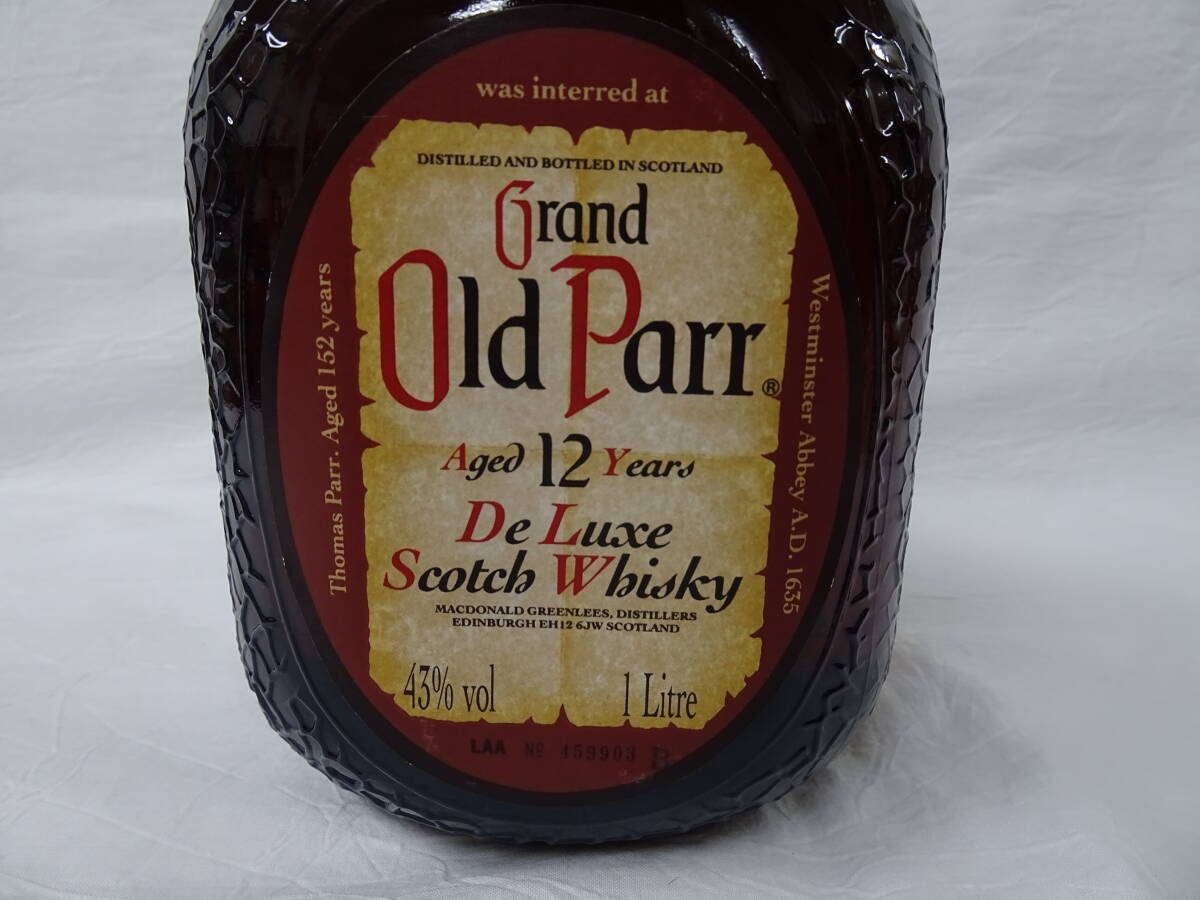 was interred at
DISTILLED AND BOTTLED IN SCOTLAND
Grand
Old Parr®
Aged 12 Years
De Luxe
Scotch Whisky
MACDONALD GREENLEES, DISTILLERS
EDINBURGH EH12 6JW SCOTLAND
43% vol 1 Litre
Thomas Parr. Aged 152 years
Westminster Abbey A.D. 1635
LAA Nº 459903 B